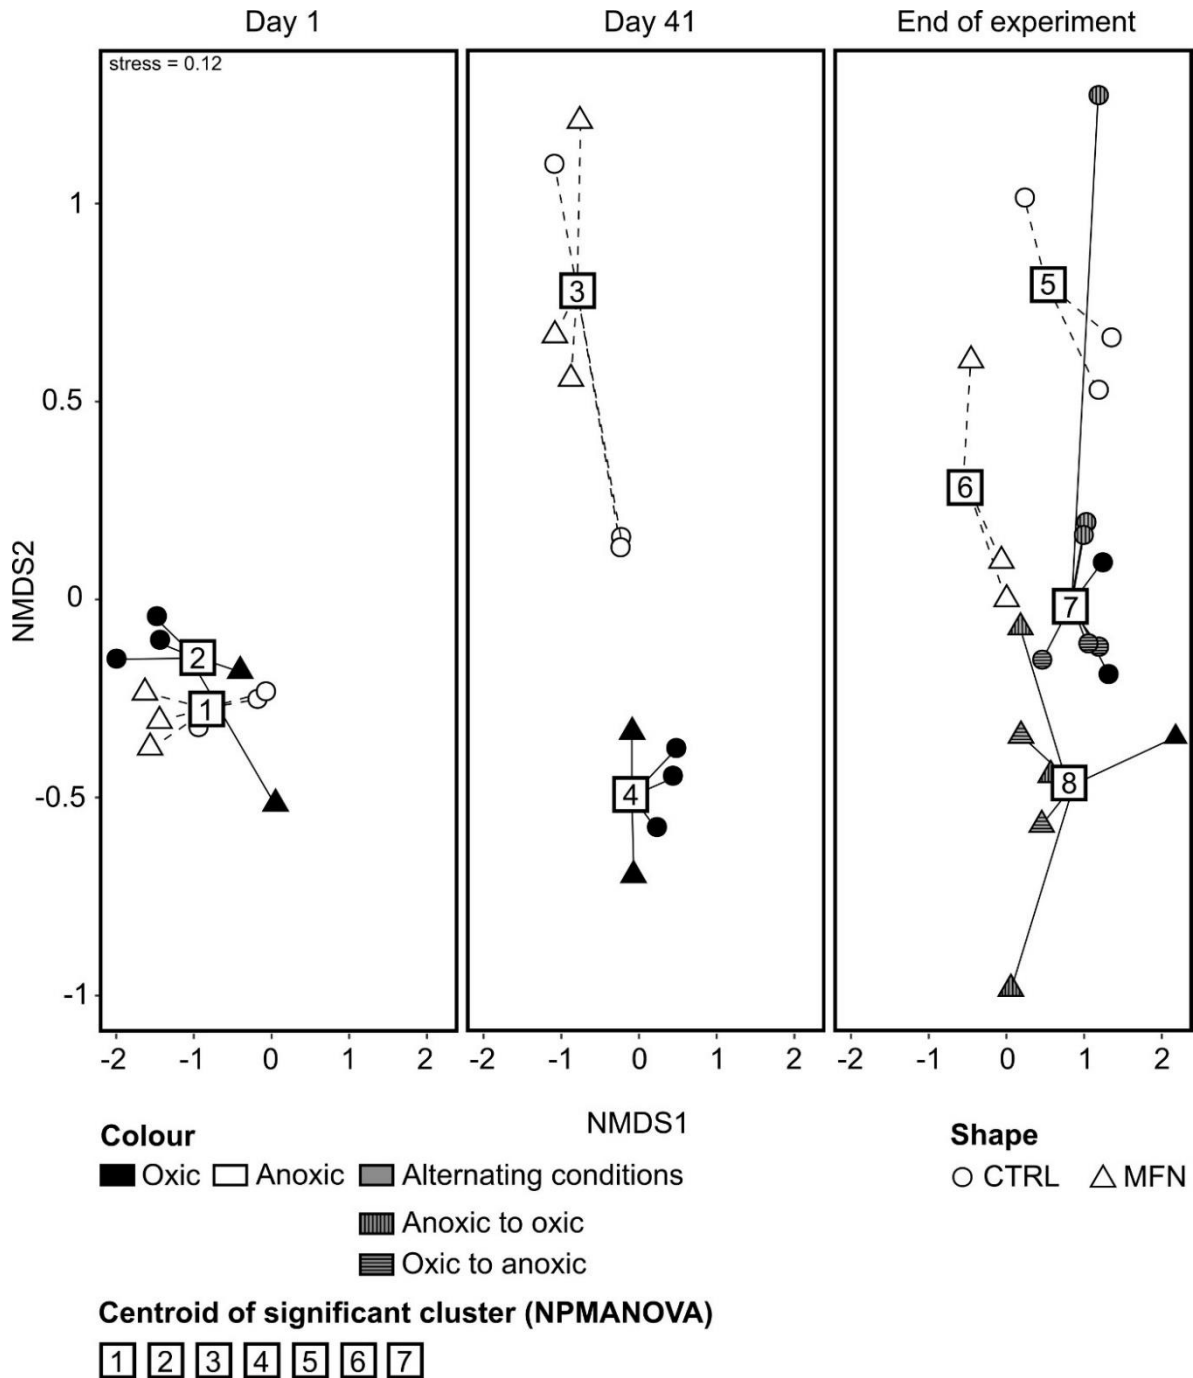 Day 1 Day 41 End of experiment
stress = 0.12
1
0.5
0
-0.5
-1
NMDS2
2
1
3
4
5
6
7
8
-2 -1 0 1 2 -2 -1 0 1 2 -2 -1 0 1 2
NMDS1
Colour Shape
Oxic Anoxic Alternating conditions CTRL MFN
Anoxic to oxic
Oxic to anoxic
Centroid of significant cluster (NPMANOVA)
1 2 3 4 5 6 7